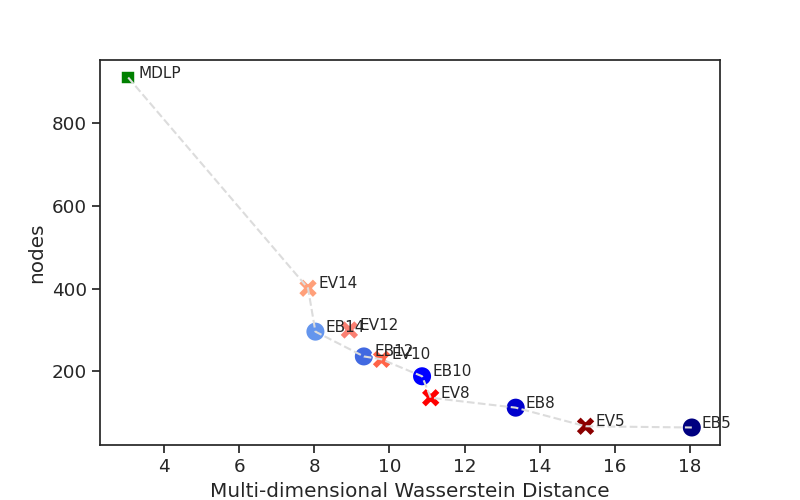 MDLP
800
600
nodes
EV14
400
EB14
EV12
EB12
EV10
EB10
200
EV8
EB8
EV5
EB5
4 6 8 10 12 14 16 18
Multi-dimensional Wasserstein Distance